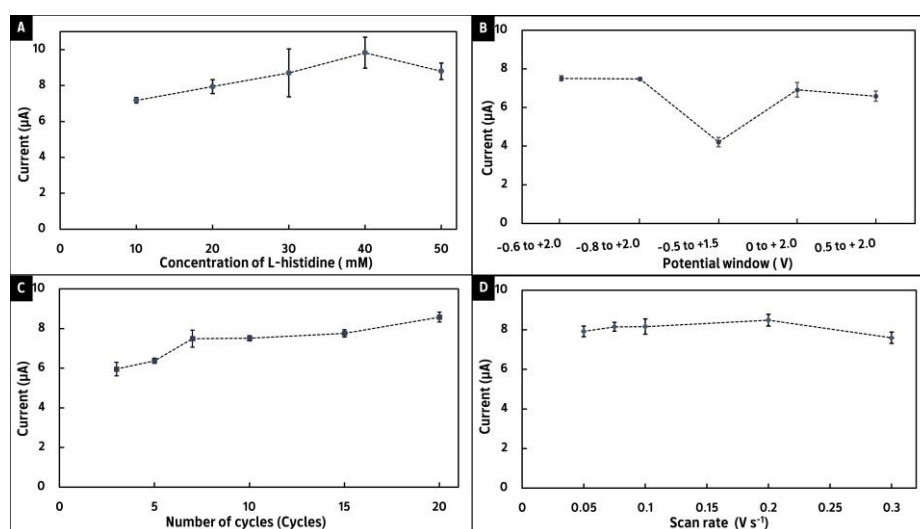 A
10
8
6
4
2
0
Current (µA)
0
10
20
30
40
50
Concentration of L-histidine ( mM)
B
10
8
6
4
2
0
Current (µA)
-0.6 to +2.0
-0.8 to +2.0
-0.5 to +1.5
0 to + 2.0
0.5 to + 2.0
Potential window ( V)
C
10
8
6
4
2
0
Current (µA)
0
5
10
15
20
Number of cycles (Cycles)
D
10
8
6
4
2
0
Current (µA)
0
0.05
0.1
0.15
0.2
0.25
0.3
Scan rate (V s⁻¹)